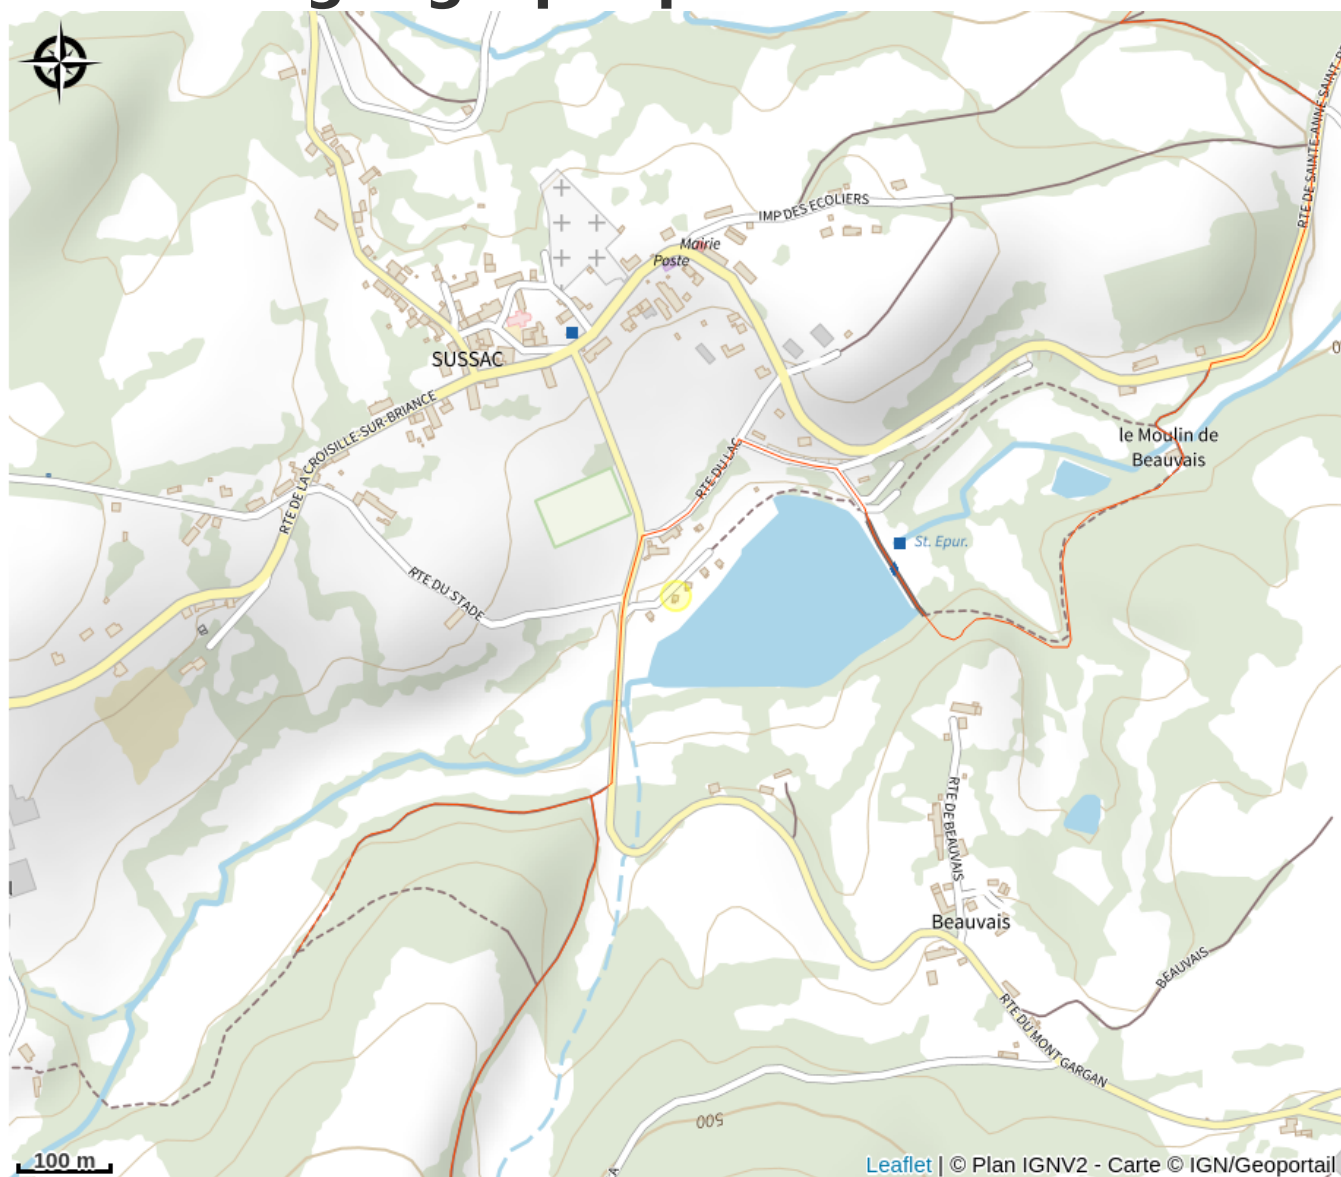 IMP DES ECOLIERS
Mairie
Poste
RTE DE SAINTE-ANNE-SAINT-
SUSSAC
RTE DE LA CROISILLE-SUR-BRIANCE
RTE DU LAC
le Moulin de
Beauvais
St. Epur.
RTE DU STADE
RTE DE BEAUVAIS
Beauvais
BEAUVAIS
RTE DU MONT GARGAN
500
100 m
Leaflet | © Plan IGNV2 - Carte © IGN/Geoportail